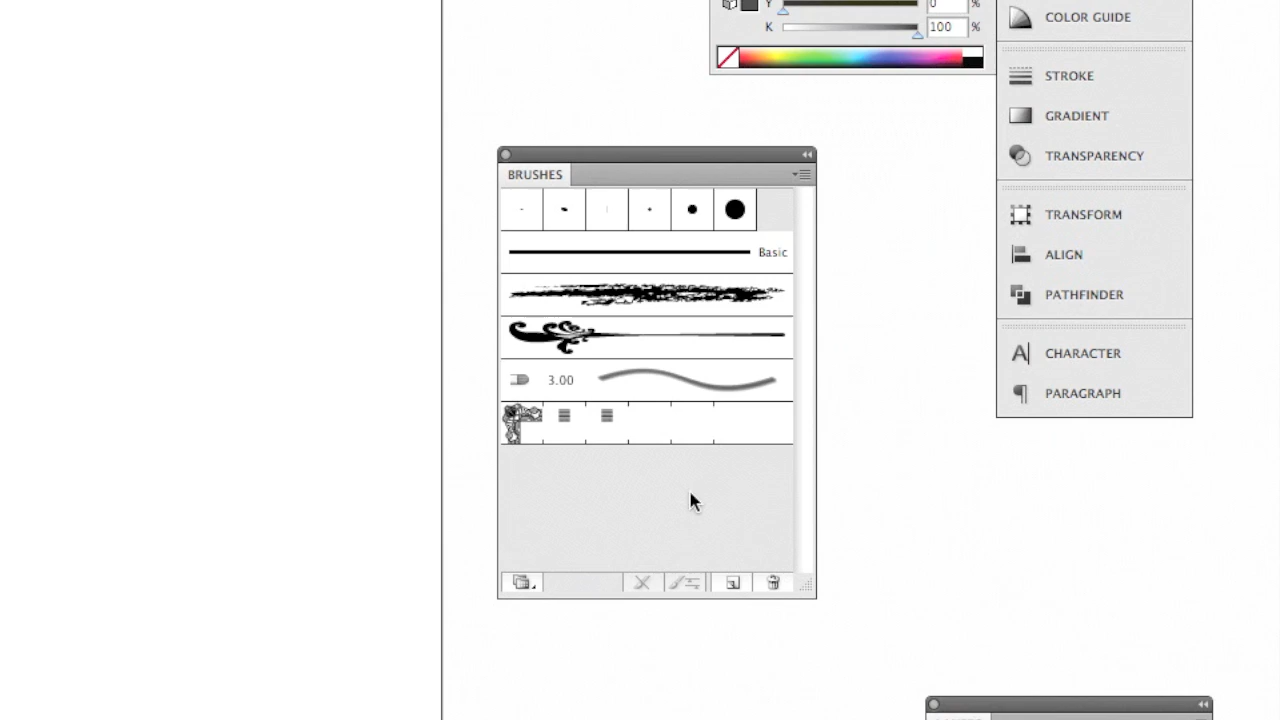 Y 0 %
K 100 %
COLOR GUIDE
STROKE
GRADIENT
TRANSPARENCY
TRANSFORM
ALIGN
PATHFINDER
CHARACTER
PARAGRAPH
BRUSHES
Basic
3.00